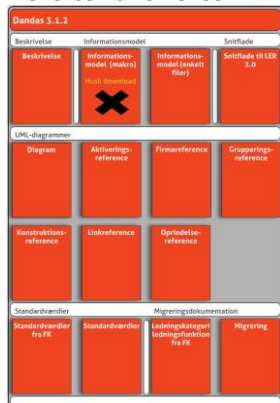 Dandas 3.1.2
Beskrivelse Informationsmodel Snitflade
Beskrivelse
Informations-
model (makro)
Husk download
Informations-
model (enkelt
filer)
Snitflade til LER
2.0
UML-diagrammer
Diagram
Aktiverings-
reference
Firmareference
Grupperings-
reference
Konstruktions-
reference
Linkreference
Oprindelse-
reference
Standardværdier Migreringsdokumentation
Standardværdier
fra FK
Standardværdier
Ledningskategori
ledningsfunktion
fra FK
Migrering